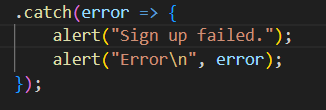 .catch(error => {
    alert("Sign up failed.");
    alert("Error\n", error);
});